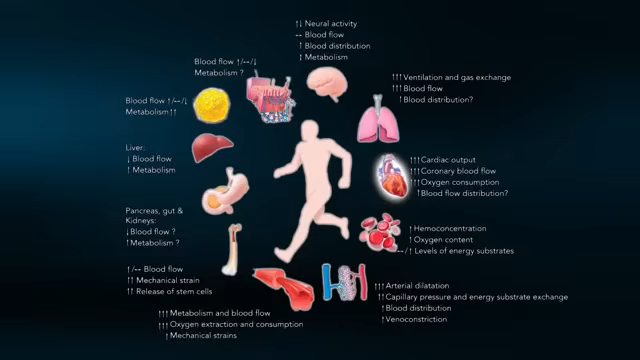 ↑↓ Neural activity
-- Blood flow
↑ Blood distribution
↕ Metabolism
Blood flow ↑/--/↓
Metabolism ?
↑↑↑ Ventilation and gas exchange
↑↑↑ Blood flow
↑ Blood distribution?
Blood flow ↑/--/↓
Metabolism ↑↑
Liver:
↓ Blood flow
↑ Metabolism
↑↑↑ Cardiac output
↑↑↑ Coronary blood flow
↑↑↑ Oxygen consumption
↑ Blood flow distribution?
Pancreas, gut &
Kidneys:
↓ Blood flow ?
↑ Metabolism ?
↑ Hemoconcentration
↑ Oxygen content
--/↑ Levels of energy substrates
↑/-- Blood flow
↑↑ Mechanical strain
↑↑ Release of stem cells
↑↑↑ Arterial dilatation
↑↑ Capillary pressure and energy substrate exchange
↑ Blood distribution
↑ Venoconstriction
↑↑↑ Metabolism and blood flow
↑↑↑ Oxygen extraction and consumption
↑ Mechanical strains